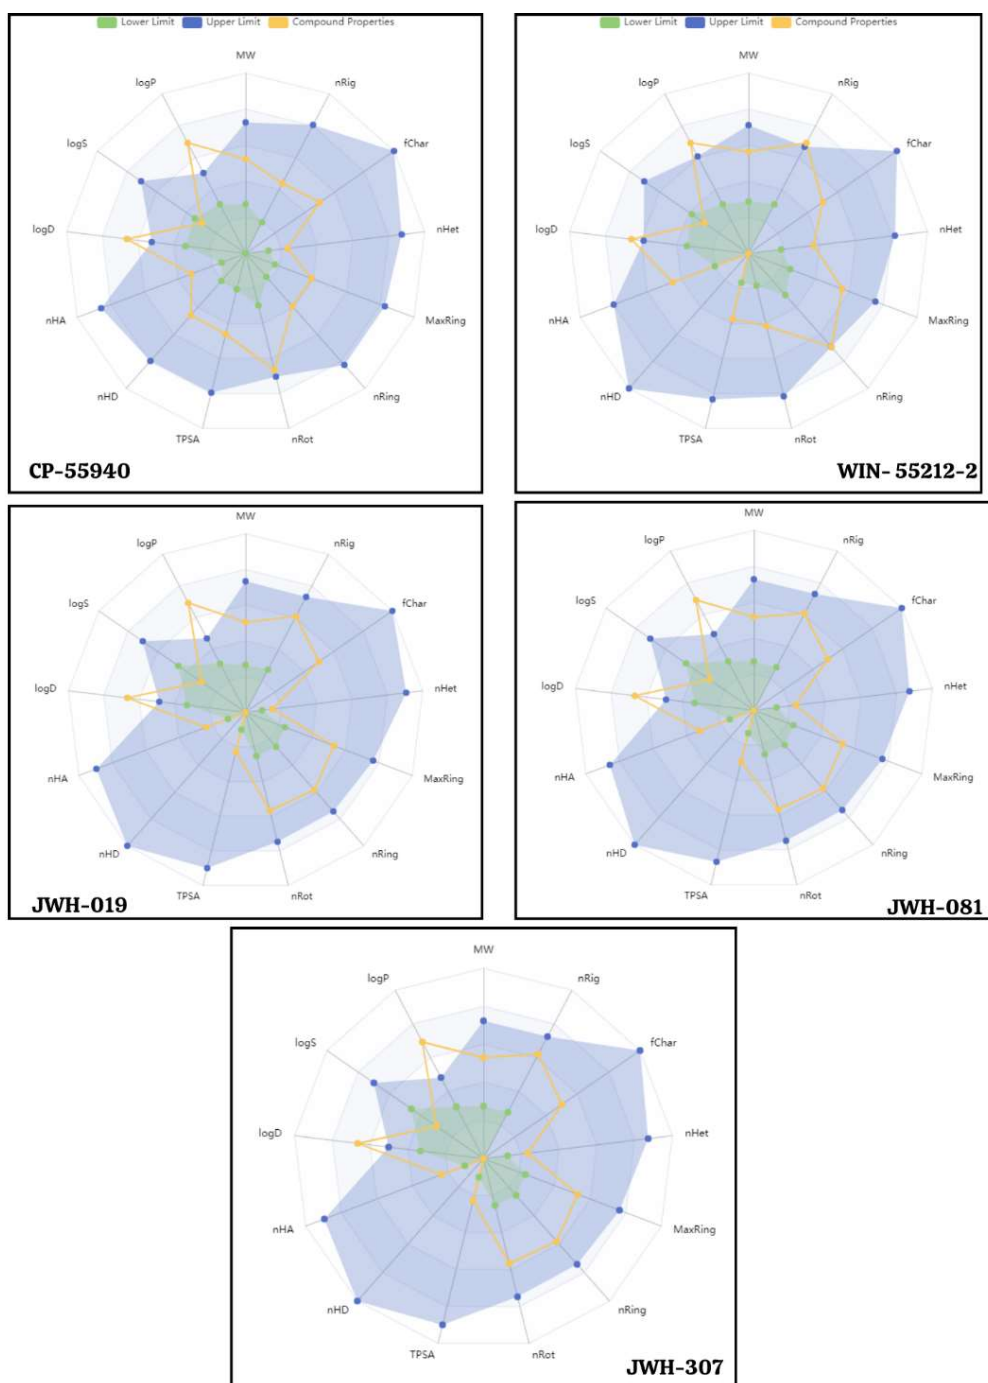 Lower Limit Upper Limit Compound Properties
MW
logP nRig
logS fChar
logD nHet
nHA MaxRing
nHD nRing
TPSA nRot
CP-55940
Lower Limit Upper Limit Compound Properties
MW
logP nRig
logS fChar
logD nHet
nHA MaxRing
nHD nRing
TPSA nRot
WIN- 55212-2
MW
logP nRig
logS fChar
logD nHet
nHA MaxRing
nHD nRing
TPSA nRot
JWH-019
MW
logP nRig
logS fChar
logD nHet
nHA MaxRing
nHD nRing
TPSA nRot
JWH-081
MW
logP nRig
logS fChar
logD nHet
nHA MaxRing
nHD nRing
TPSA nRot
JWH-307